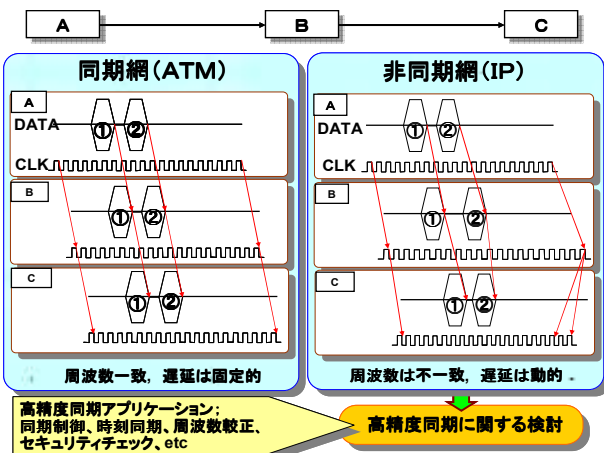 A B C
同期網(ATM)
A
DATA ① ②
CLK
B
① ②
C
① ②
周波数一致，遅延は固定的
非同期網(IP)
A
DATA ① ②
CLK
B
① ②
C
① ②
周波数は不一致，遅延は動的
高精度同期アプリケーション；
同期制御、時刻同期、周波数較正、
セキュリティチェック、etc
高精度同期に関する検討